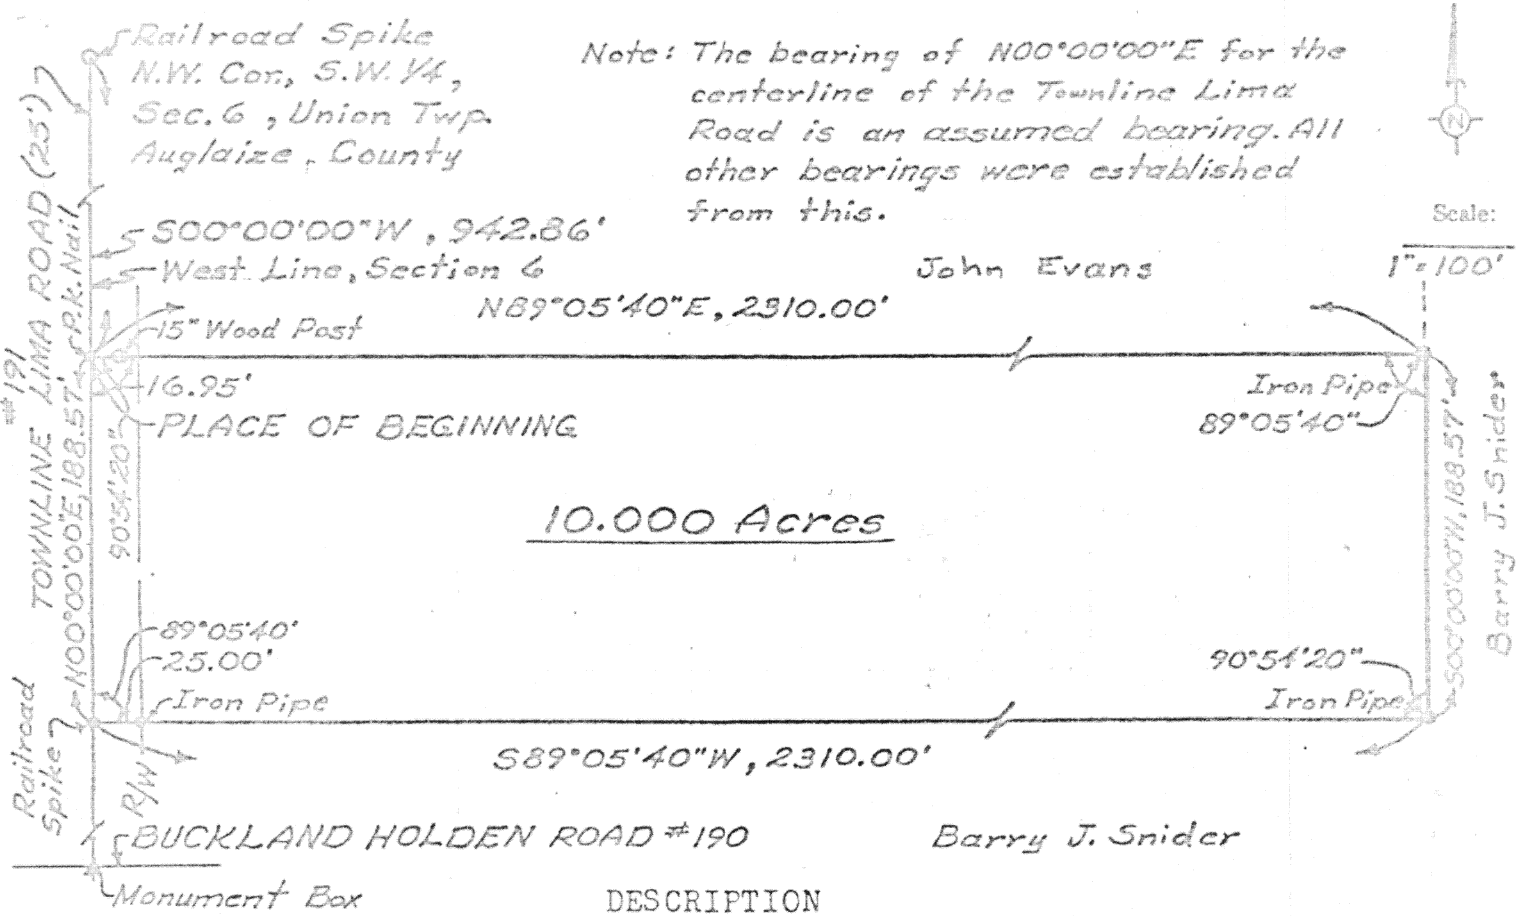 Railroad Spike
N.W. Cor., S.W. 1/4,
Sec. 6, Union Twp.
Auglaize, County
Note: The bearing of N00°00'00"E for the
centerline of the Townline Lima
Road is an assumed bearing. All
other bearings were established
from this.
N
Scale:
1"=100'
S00°00'00"W, 942.86'
West Line, Section 6
John Evans
N89°05'40"E, 2310.00'
15" Wood Post
16.95'
PLACE OF BEGINNING
Iron Pipe
89°05'40"
#191
TOWNLINE LIMA ROAD (25')
P.K. Nail
N00°00'00"E, 188.57'
90°54'20"
10.000 Acres
S00°00'00"W, 188.57'
Barry J. Snider
89°05'40'
25.00'
Iron Pipe
90°54'20"
Iron Pipe
Railroad
Spike
R/W
S89°05'40"W, 2310.00'
BUCKLAND HOLDEN ROAD #190
Barry J. Snider
Monument Box
DESCRIPTION